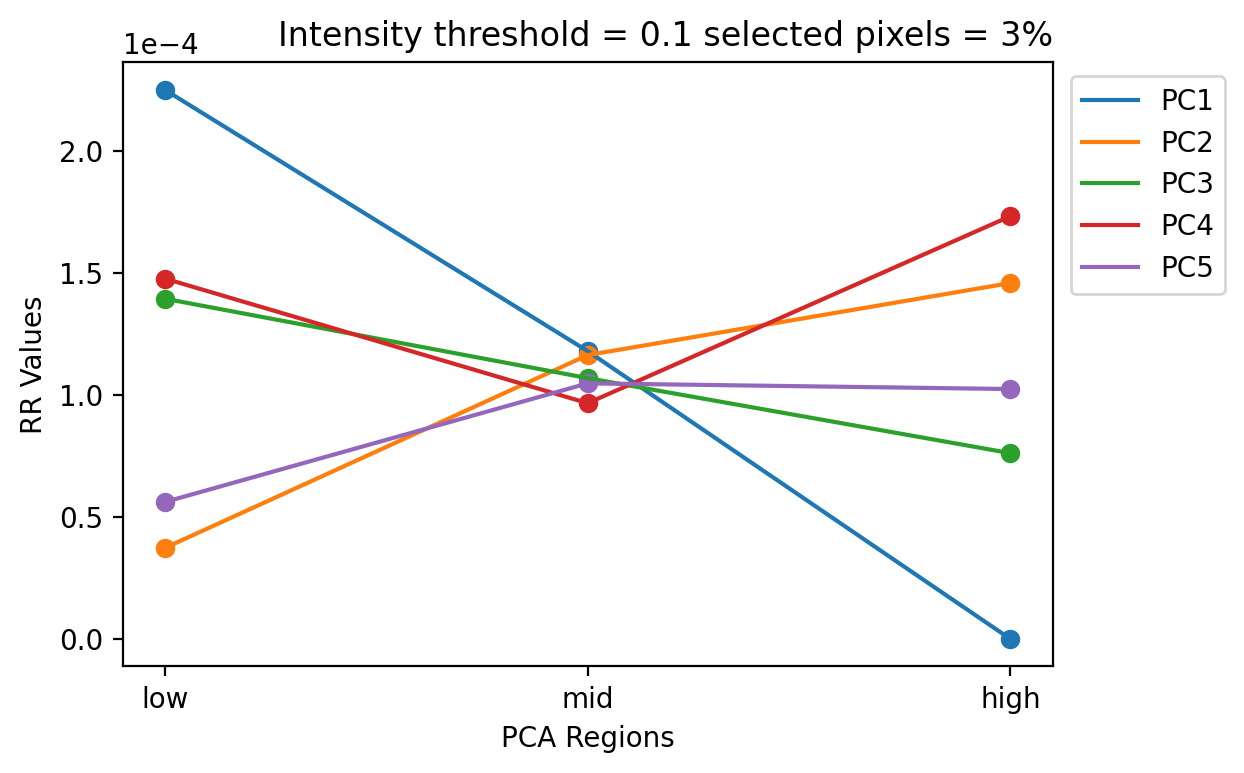 Intensity threshold = 0.1 selected pixels = 3%
1e−4
2.0
1.5
1.0
0.5
0.0
RR Values
low
mid
high
PCA Regions
PC1
PC2
PC3
PC4
PC5